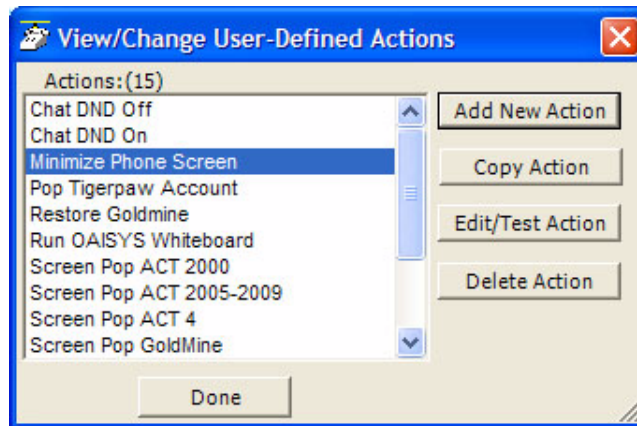 View/Change User-Defined Actions
Actions:(15)
Chat DND Off
Chat DND On
Minimize Phone Screen
Pop Tigerpaw Account
Restore Goldmine
Run OAISYS Whiteboard
Screen Pop ACT 2000
Screen Pop ACT 2005-2009
Screen Pop ACT 4
Screen Pop GoldMine
Add New Action
Copy Action
Edit/Test Action
Delete Action
Done